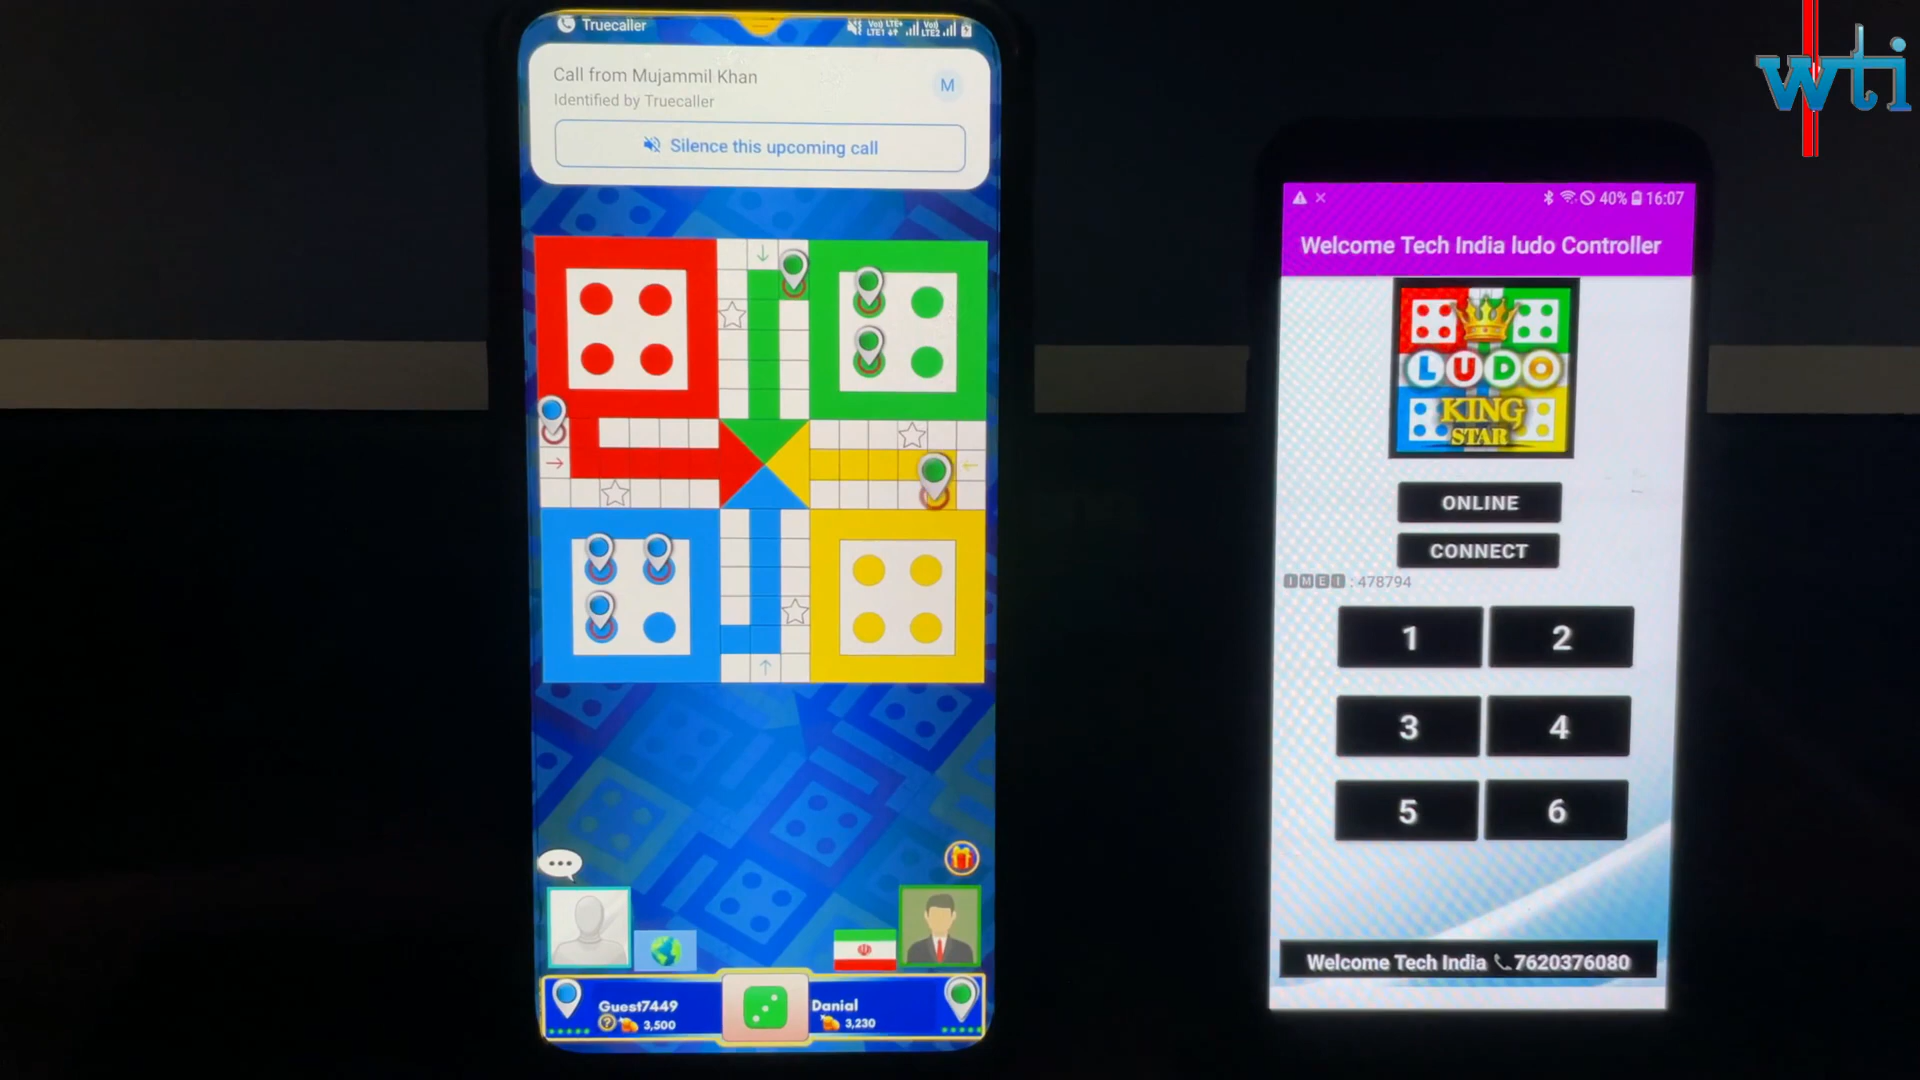 Truecaller
Call from Mujammil Khan
M
Identified by Truecaller
Silence this upcoming call
Guest7449
3,500
Danial
3,230
wti
40% 16:07
Welcome Tech India ludo Controller
LUDO
KING
STAR
ONLINE
CONNECT
IMEI : 478794
1 2
3 4
5 6
Welcome Tech India 7620376080